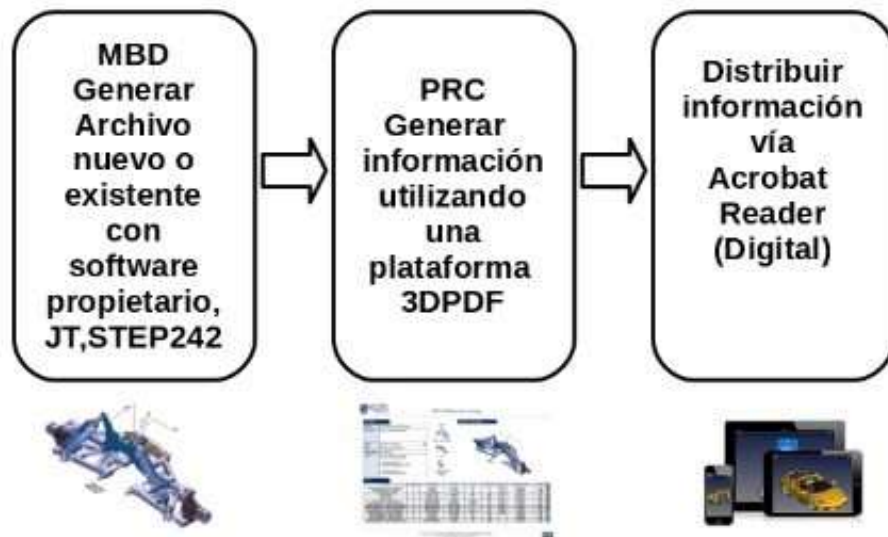 MBD
Generar
Archivo
nuevo o
existente
con
software
propietario,
JT,STEP242
PRC
Generar
información
utilizando
una
plataforma
3DPDF
Distribuir
información
vía
Acrobat
Reader
(Digital)